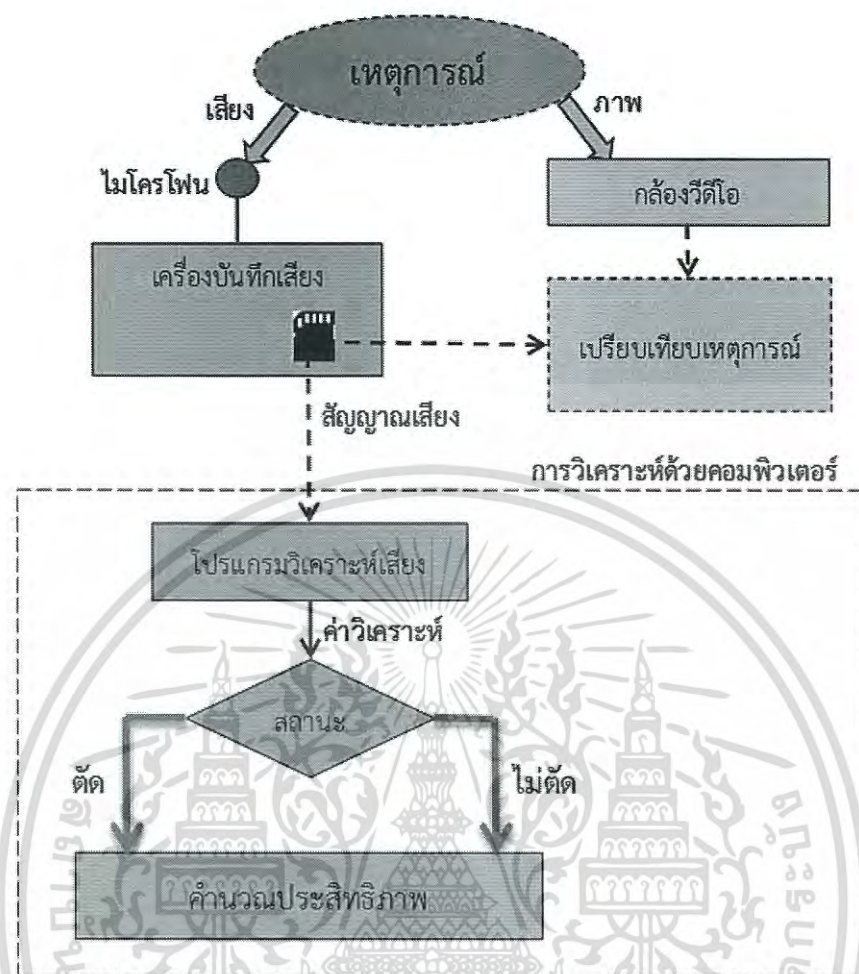 เหตุการณ์
เสียง
ภาพ
ไมโครโฟน
กล้องวีดีโอ
เครื่องบันทึกเสียง
เปรียบเทียบเหตุการณ์
สัญญาณเสียง
การวิเคราะห์ด้วยคอมพิวเตอร์
โปรแกรมวิเคราะห์เสียง
ค่าวิเคราะห์
สถานะ
ตัด
ไม่ตัด
คำนวณประสิทธิภาพ